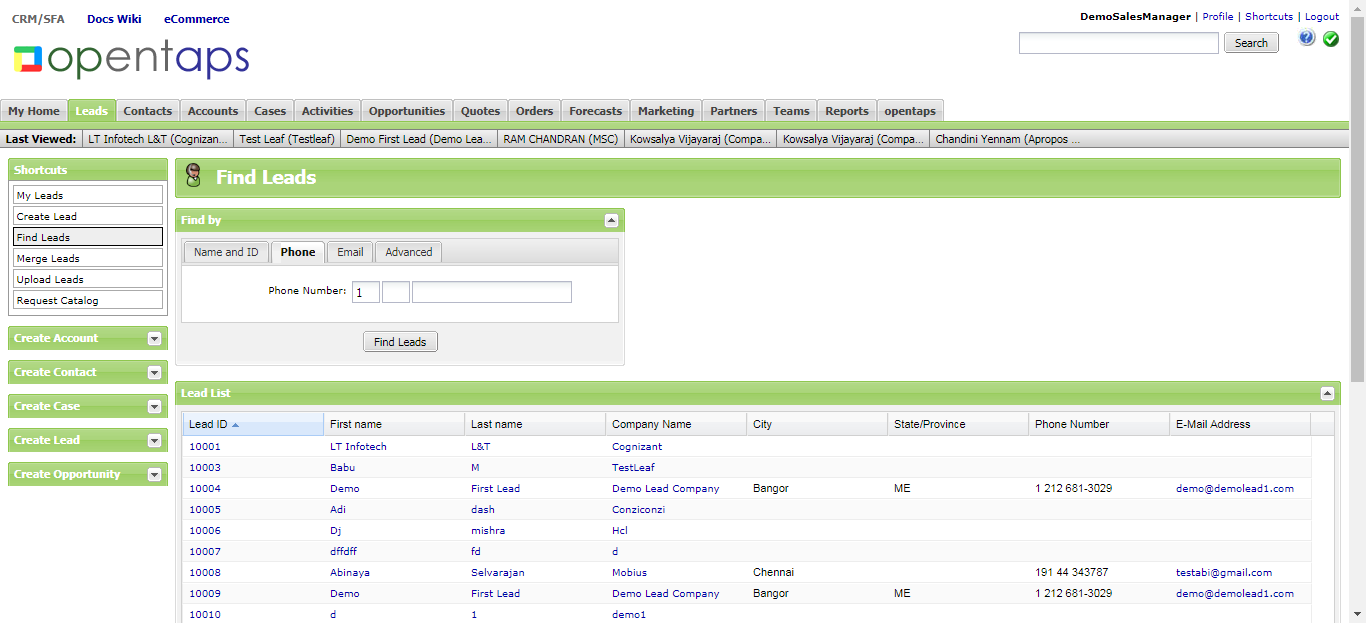 CRM/SFA Docs Wiki eCommerce
DemoSalesManager | Profile | Shortcuts | Logout
opentaps
Search
My Home Leads Contacts Accounts Cases Activities Opportunities Quotes Orders Forecasts Marketing Partners Teams Reports opentaps
Last Viewed: LT Infotech L&T (Cognizan... Test Leaf (Testleaf) Demo First Lead (Demo Lea... RAM CHANDRAN (MSC) Kowsalya Vijayaraj (Compa... Kowsalya Vijayaraj (Compa... Chandini Yennam (Apropos ...
Shortcuts
My Leads
Create Lead
Find Leads
Merge Leads
Upload Leads
Request Catalog
Create Account
Create Contact
Create Case
Create Lead
Create Opportunity
Find Leads
Find by
Name and ID Phone Email Advanced
Phone Number: 1
Find Leads
Lead List
Lead ID First name Last name Company Name City State/Province Phone Number E-Mail Address
10001 LT Infotech L&T Cognizant
10003 Babu M TestLeaf
10004 Demo First Lead Demo Lead Company Bangor ME 1 212 681-3029 demo@demolead1.com
10005 Adi dash Conziconzi
10006 Dj mishra Hcl
10007 dffdff fd d
10008 Abinaya Selvarajan Mobius Chennai 191 44 343787 testabi@gmail.com
10009 Demo First Lead Demo Lead Company Bangor ME 1 212 681-3029 demo@demolead1.com
10010 d 1 demo1